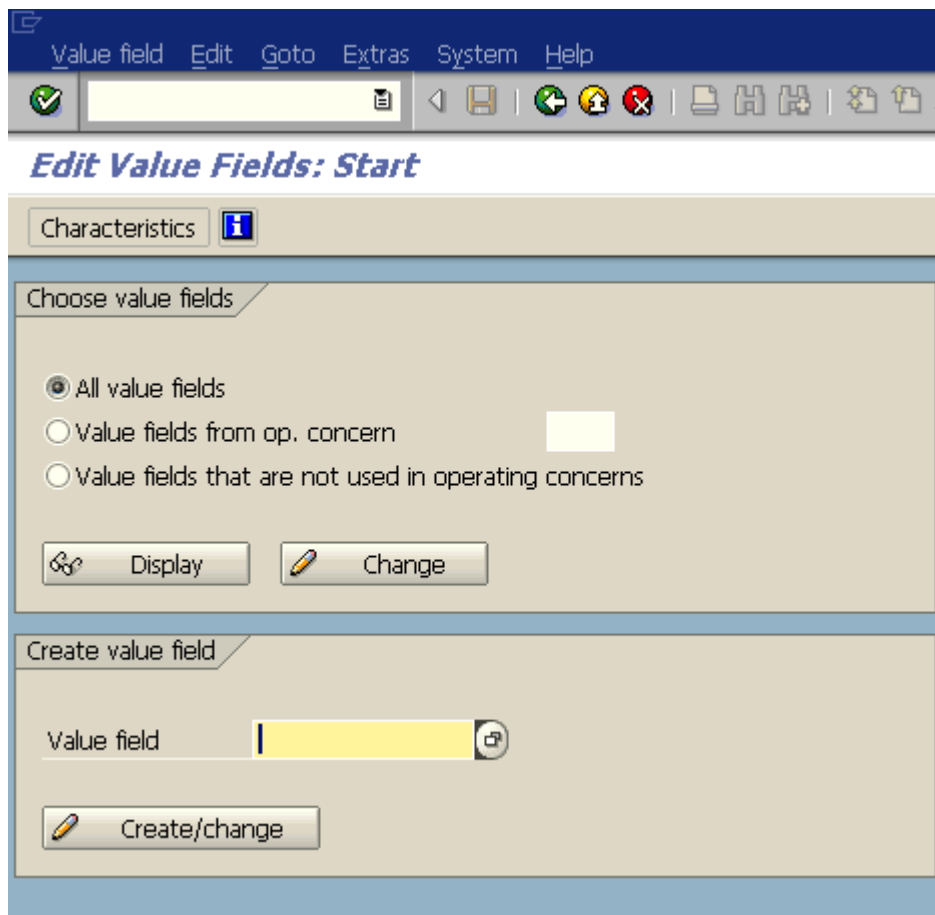 Value field Edit Goto Extras System Help
Edit Value Fields: Start
Characteristics
Choose value fields
All value fields
Value fields from op. concern
Value fields that are not used in operating concerns
Display Change
Create value field
Value field
Create/change